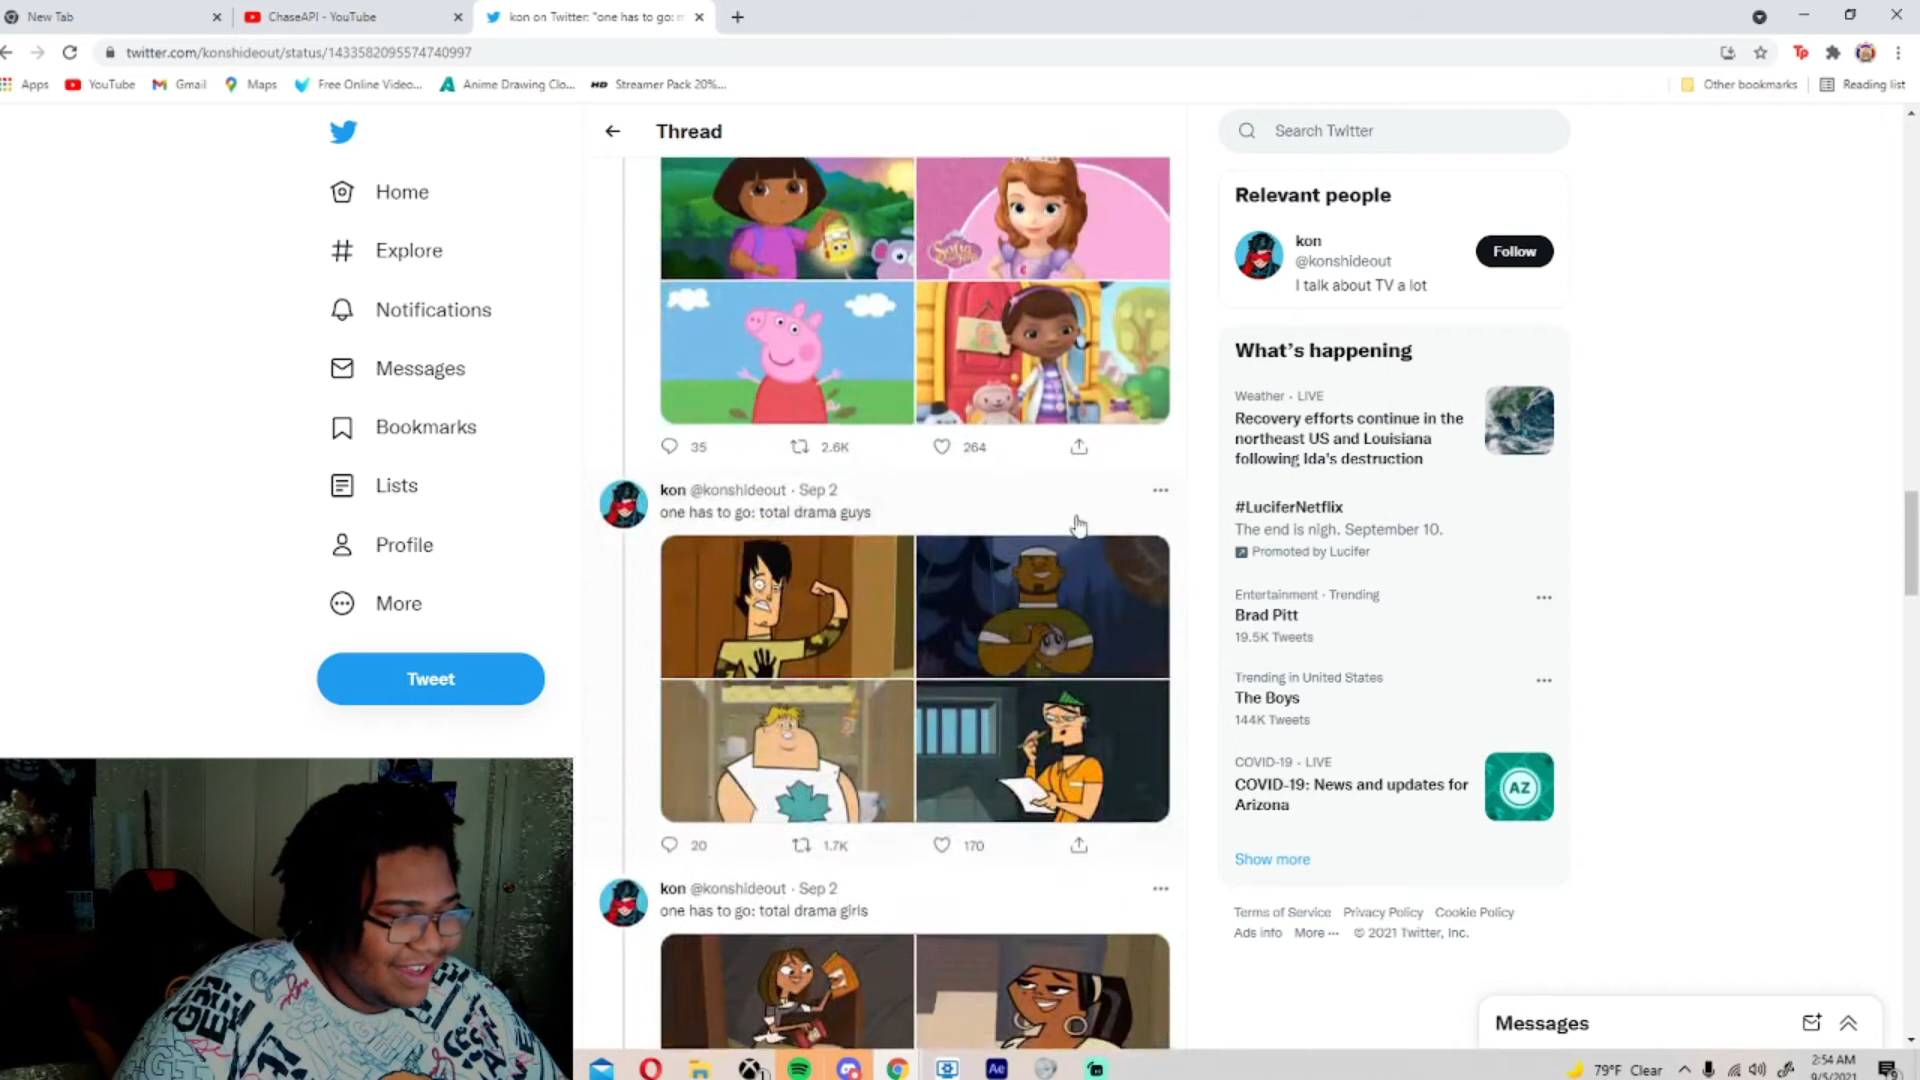 New Tab
ChaseAPI - YouTube
kon on Twitter: "one has to go: m
twitter.com/konshideout/status/1433582095574740997
Apps
YouTube
Gmail
Maps
Free Online Video...
Anime Drawing Clo...
HD Streamer Pack 20%...
Other bookmarks
Reading list
Home
Explore
Notifications
Messages
Bookmarks
Lists
Profile
More
Tweet
Thread
Sofia
35
2.6K
264
kon @konshideout · Sep 2
one has to go: total drama guys
20
1.7K
170
kon @konshideout · Sep 2
one has to go: total drama girls
Search Twitter
Relevant people
kon
@konshideout
Follow
I talk about TV a lot
What's happening
Weather · LIVE
Recovery efforts continue in the
northeast US and Louisiana
following Ida's destruction
#LuciferNetflix
The end is nigh. September 10.
Promoted by Lucifer
Entertainment · Trending
Brad Pitt
19.5K Tweets
Trending in United States
The Boys
144K Tweets
COVID-19 · LIVE
COVID-19: News and updates for
Arizona
AZ
Show more
Terms of Service Privacy Policy Cookie Policy
Ads info More ··· © 2021 Twitter, Inc.
Messages
Ae
79°F Clear
2:54 AM
9/5/2021